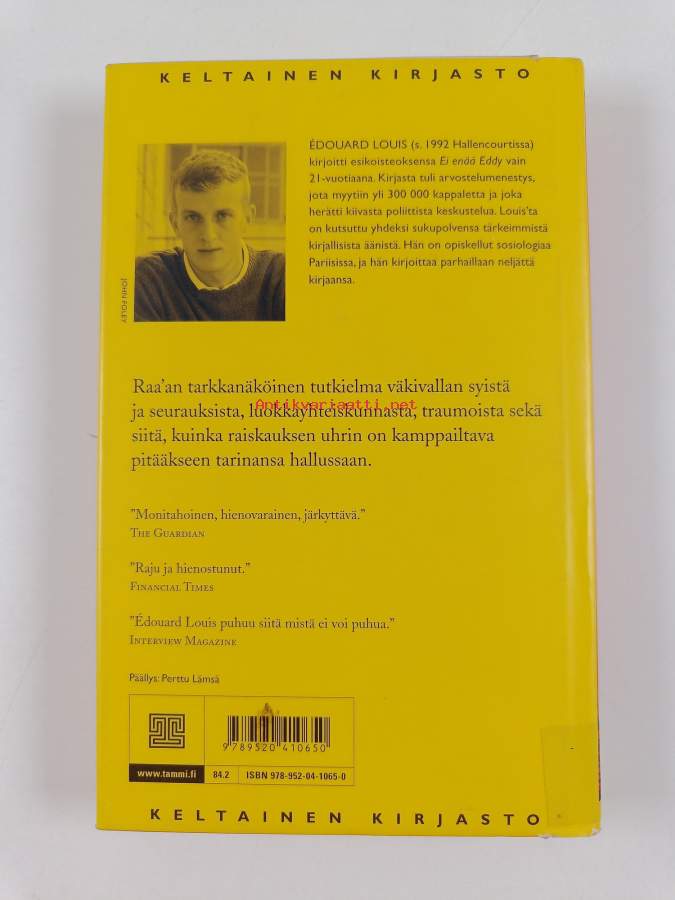 KELTAINEN KIRJASTO
ÉDOUARD LOUIS (s. 1992 Hallencourtissa)
kirjoitti esikoisteoksensa Ei enää Eddy vain
21-vuotiaana. Kirjasta tuli arvostelumenestys,
jota myytiin yli 300 000 kappaletta ja joka
herätti kiivasta poliittista keskustelua. Louis'ta
on kutsuttu yhdeksi sukupolvensa tärkeimmistä
kirjallisista äänistä. Hän on opiskellut sosiologiaa
Pariisissa, ja hän kirjoittaa parhaillaan neljättä
kirjaansa.
JOHN FOLEY
Raa'an tarkkanäköinen tutkielma väkivallan syistä
ja seurauksista, luokkayhteiskunnasta, traumoista sekä
Antikvariaatti.net
siitä, kuinka raiskauksen uhrin on kamppailtava
pitääkseen tarinansa hallussaan.
"Monitahoinen, hienovarainen, järkyttävä."
THE GUARDIAN
"Raju ja hienostunut."
FINANCIAL TIMES
"Édouard Louis puhuu siitä mistä ei voi puhua."
INTERVIEW MAGAZINE
Päällys: Perttu Lämsä
9 789520 410650
www.tammi.fi 84.2 ISBN 978-952-04-1065-0
KELTAINEN KIRJASTO